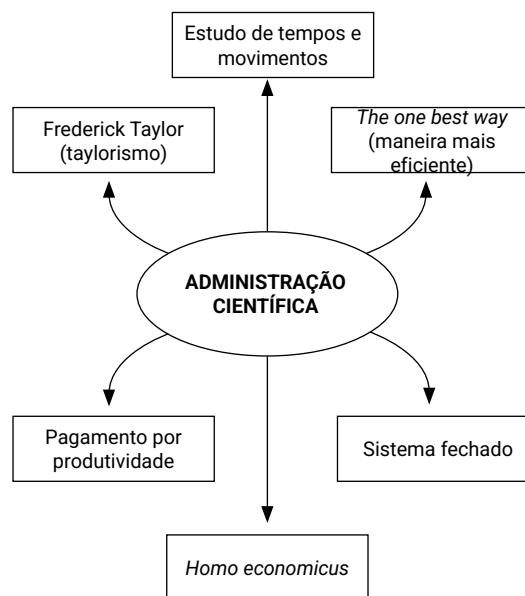 Estudo de tempos e
movimentos
Frederick Taylor
(taylorismo)
The one best way
(maneira mais
eficiente)
ADMINISTRAÇÃO
CIENTÍFICA
Pagamento por
produtividade
Sistema fechado
Homo economicus